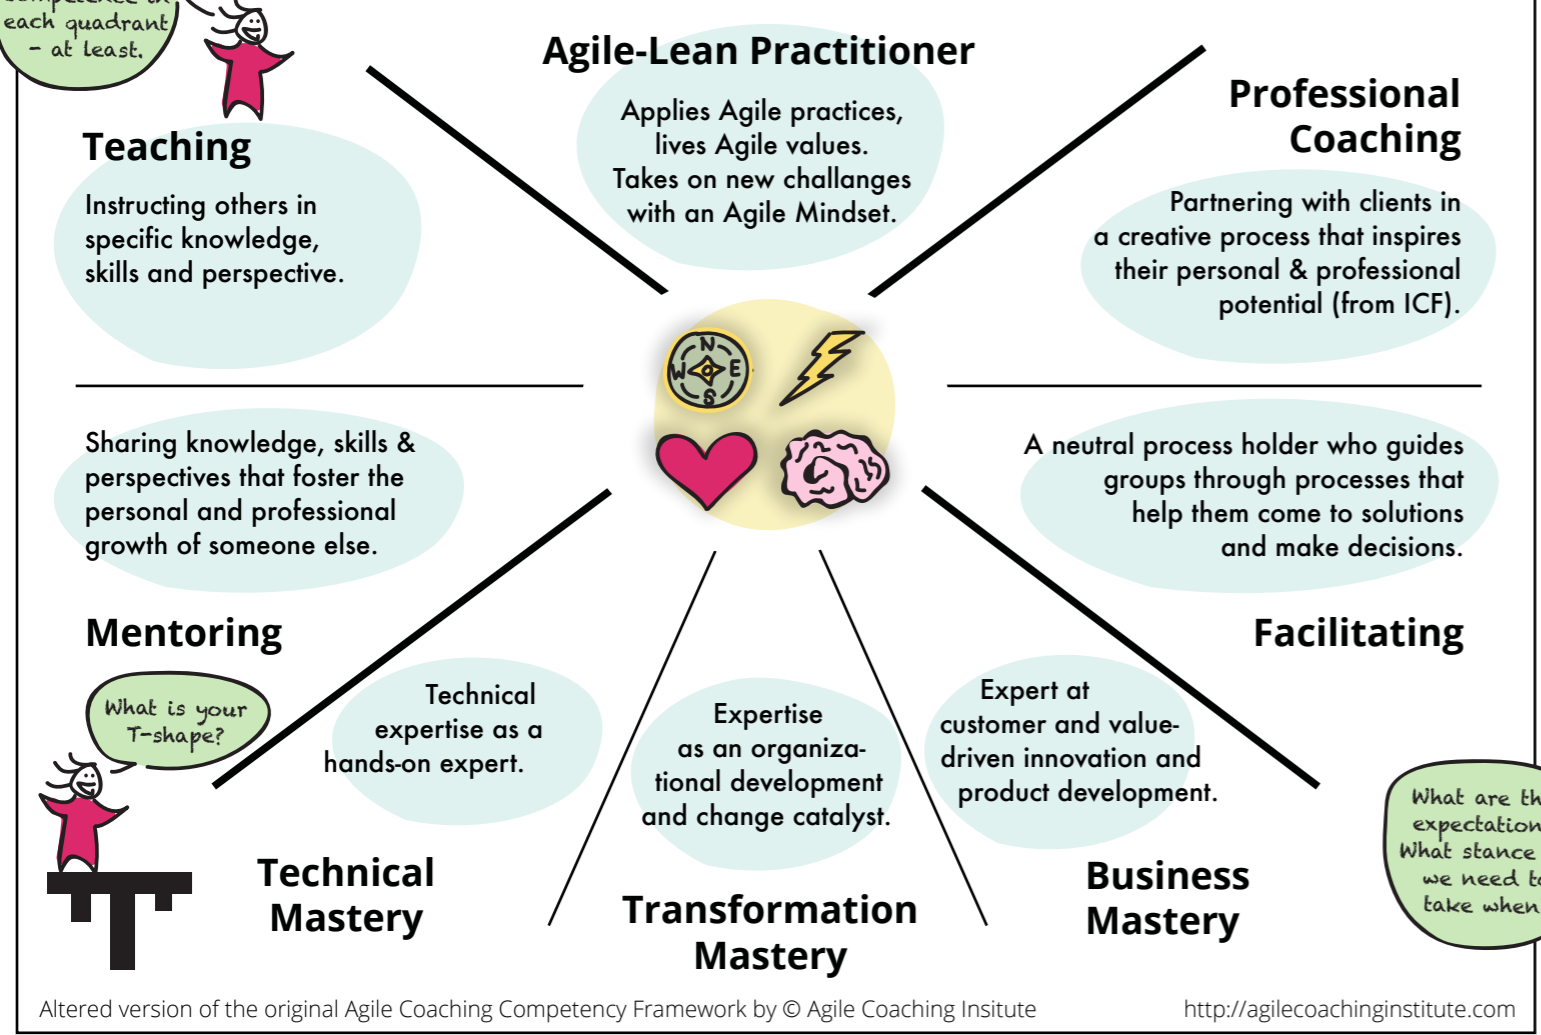 competence in
each quadrant
- at least.
Agile-Lean Practitioner
Applies Agile practices,
lives Agile values.
Takes on new challanges
with an Agile Mindset.
Professional
Coaching
Partnering with clients in
a creative process that inspires
their personal & professional
potential (from ICF).
Teaching
Instructing others in
specific knowledge,
skills and perspective.
N
W
E
S
Sharing knowledge, skills &
perspectives that foster the
personal and professional
growth of someone else.
Mentoring
A neutral process holder who guides
groups through processes that
help them come to solutions
and make decisions.
Facilitating
What is your
T-shape?
Technical
expertise as a
hands-on expert.
Technical
Mastery
Expertise
as an organiza-
tional development
and change catalyst.
Transformation
Mastery
Expert at
customer and value-
driven innovation and
product development.
Business
Mastery
What are
expectation
What stance
we need
take when
Altered version of the original Agile Coaching Competency Framework by © Agile Coaching Insitute
http://agilecoachinginstitute.com